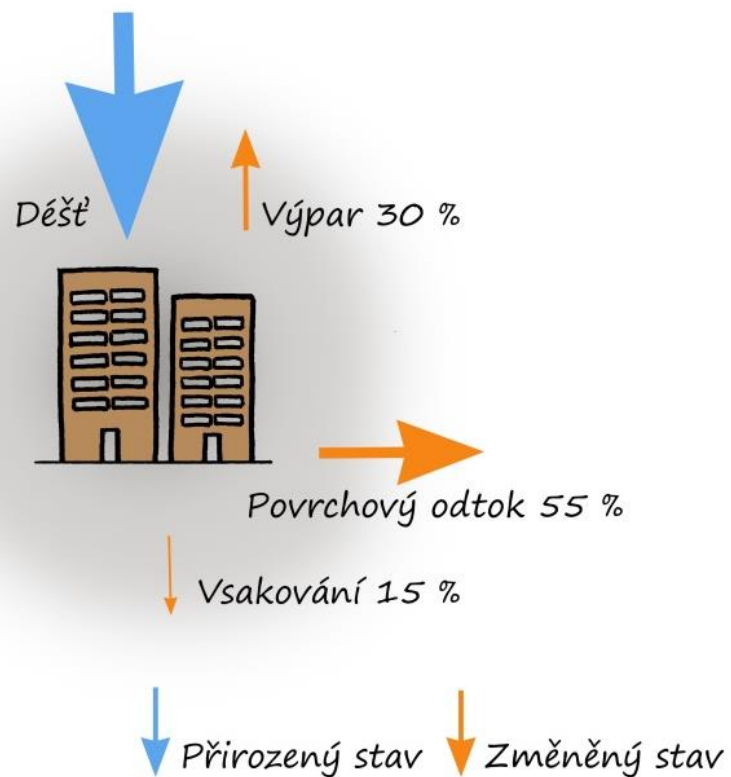 Déšť
Výpar 30 %
Povrchový odtok 55 %
Vsakování 15 %
Přirozený stav
Změněný stav